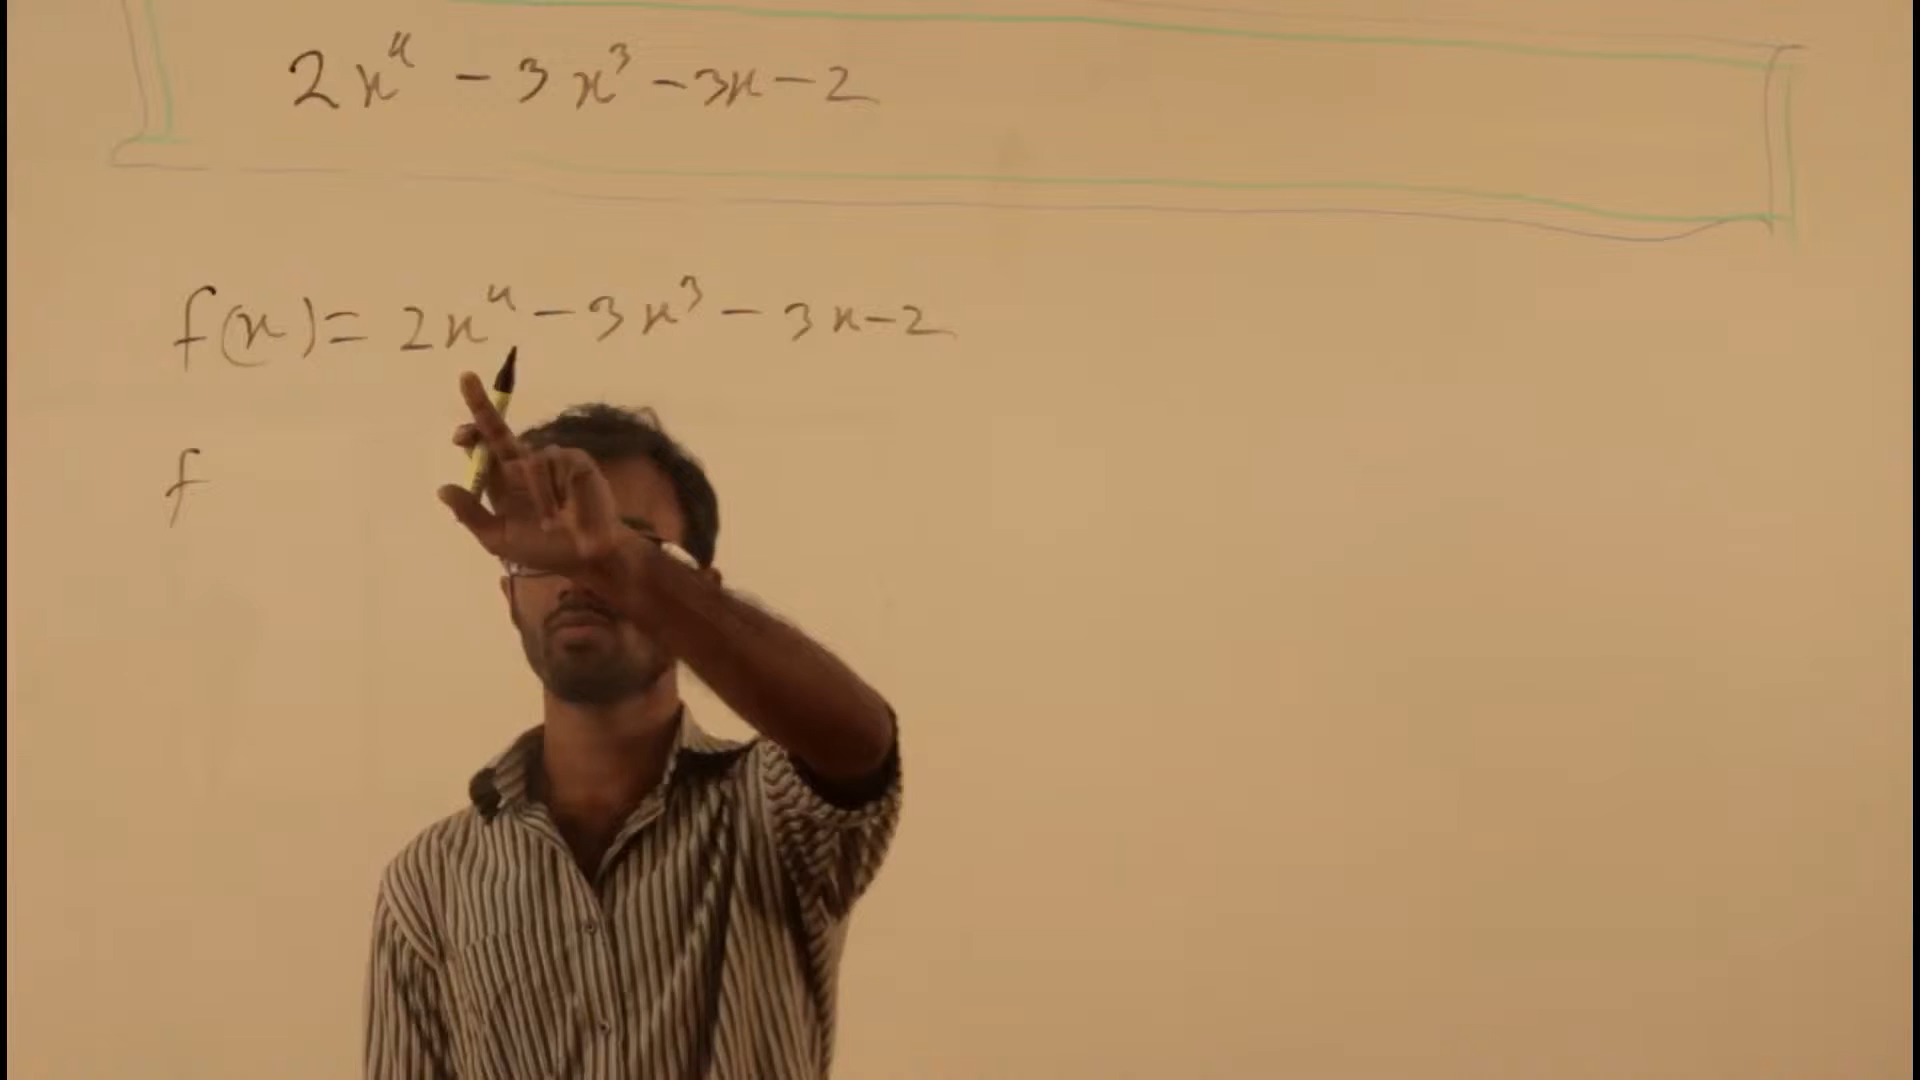 2x⁴ - 3x³ - 3x - 2
f(x) = 2x⁴ - 3x³ - 3x - 2
f